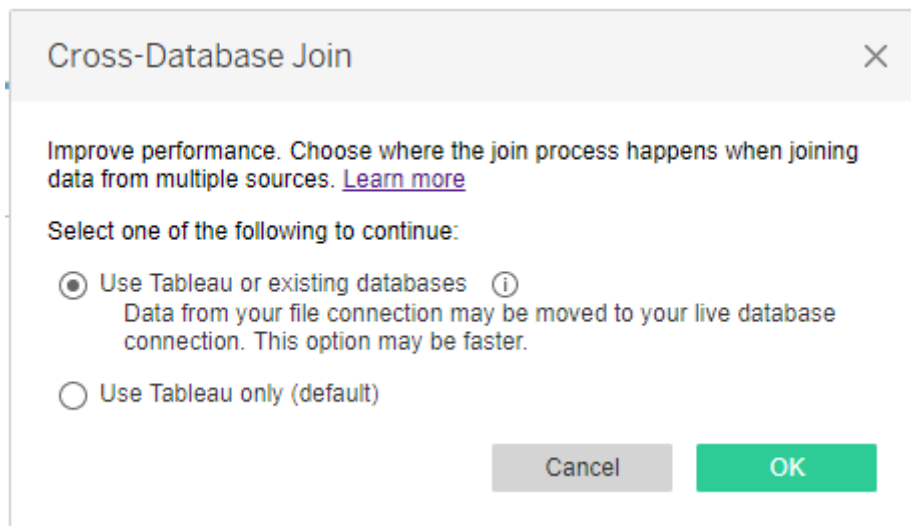 Cross-Database Join
Improve performance. Choose where the join process happens when joining
data from multiple sources. Learn more
Select one of the following to continue:
Use Tableau or existing databases
Data from your file connection may be moved to your live database
connection. This option may be faster.
Use Tableau only (default)
Cancel OK